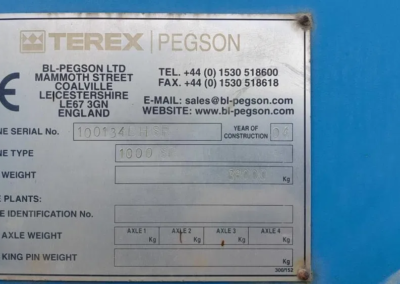 TEREX PEGSON
BL-PEGSON LTD
MAMMOTH STREET
COALVILLE
LEICESTERSHIRE
LE67 3GN
ENGLAND
TEL. +44 (0) 1530 518600
FAX. +44 (0) 1530 518618
E-MAIL: sales@bl-pegson.com
WEBSITE: www.bl-pegson.com
CE
NE SERIAL No.
YEAR OF
CONSTRUCTION
NE TYPE
WEIGHT Kg
E PLANTS:
E IDENTIFICATION No.
AXLE WEIGHT AXLE 1 Kg AXLE 2 Kg AXLE 3 Kg AXLE 4 Kg
KING PIN WEIGHT Kg